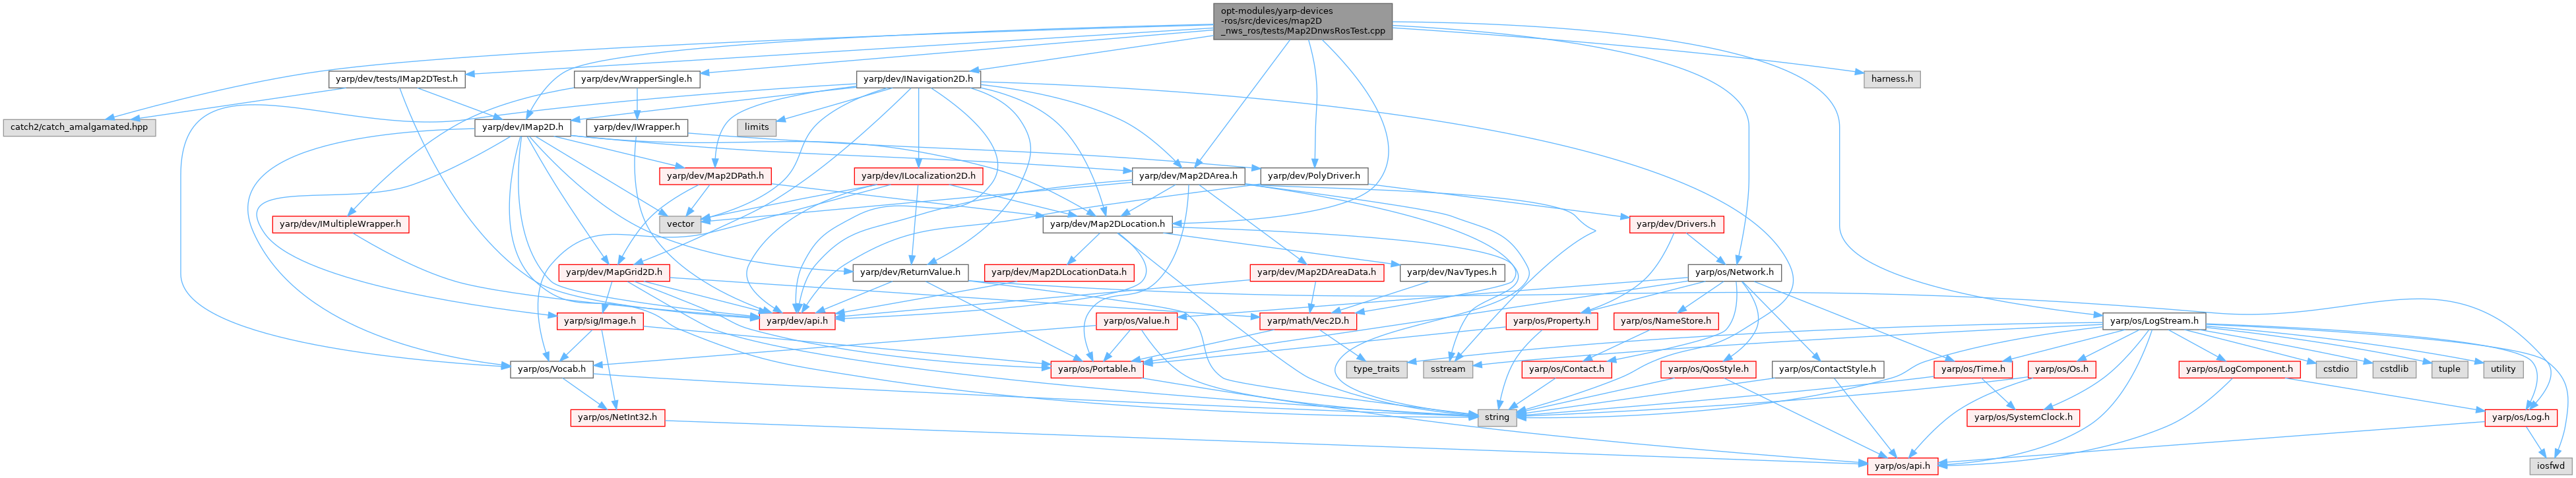 opt-modules/yarp-devices
-ros/src/devices/map2D
_nws_ros/tests/Map2DnwsRosTest.cpp
yarp/dev/tests/IMap2DTest.h
yarp/dev/WrapperSingle.h
yarp/dev/INavigation2D.h
harness.h
catch2/catch_amalgamated.hpp
yarp/dev/IMap2D.h
yarp/dev/IWrapper.h
limits
yarp/dev/Map2DPath.h
yarp/dev/ILocalization2D.h
yarp/dev/Map2DArea.h
yarp/dev/PolyDriver.h
yarp/dev/IMultipleWrapper.h
vector
yarp/dev/Map2DLocation.h
yarp/dev/Drivers.h
yarp/dev/MapGrid2D.h
yarp/dev/ReturnValue.h
yarp/dev/Map2DLocationData.h
yarp/dev/Map2DAreaData.h
yarp/dev/NavTypes.h
yarp/os/Network.h
yarp/sig/Image.h
yarp/dev/api.h
yarp/os/Value.h
yarp/math/Vec2D.h
yarp/os/Property.h
yarp/os/NameStore.h
yarp/os/LogStream.h
yarp/os/Vocab.h
yarp/os/Portable.h
type_traits
sstream
yarp/os/Contact.h
yarp/os/QosStyle.h
yarp/os/ContactStyle.h
yarp/os/Time.h
yarp/os/Os.h
yarp/os/LogComponent.h
cstdio
cstdlib
tuple
utility
yarp/os/NetInt32.h
string
yarp/os/SystemClock.h
yarp/os/Log.h
yarp/os/api.h
iosfwd